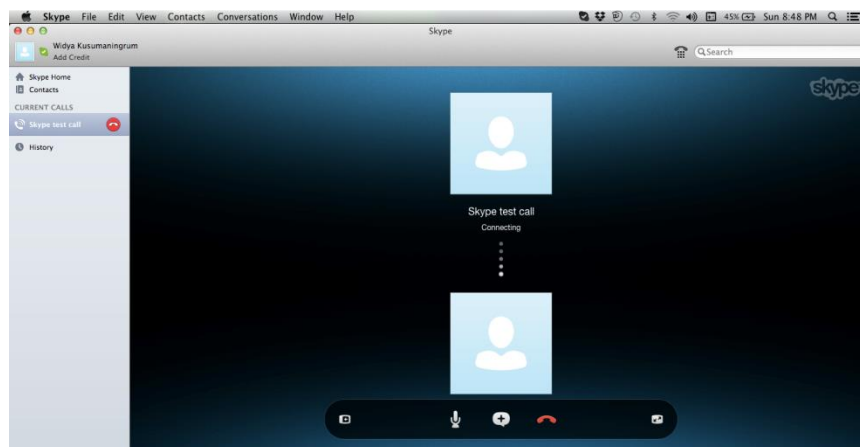 Skype File Edit View Contacts Conversations Window Help 45% Sun 8:48 PM
Skype
Widya Kusumaningrum
Add Credit
Search
Skype Home
Contacts
CURRENT CALLS
Skype test call
History
skype
Skype test call
Connecting